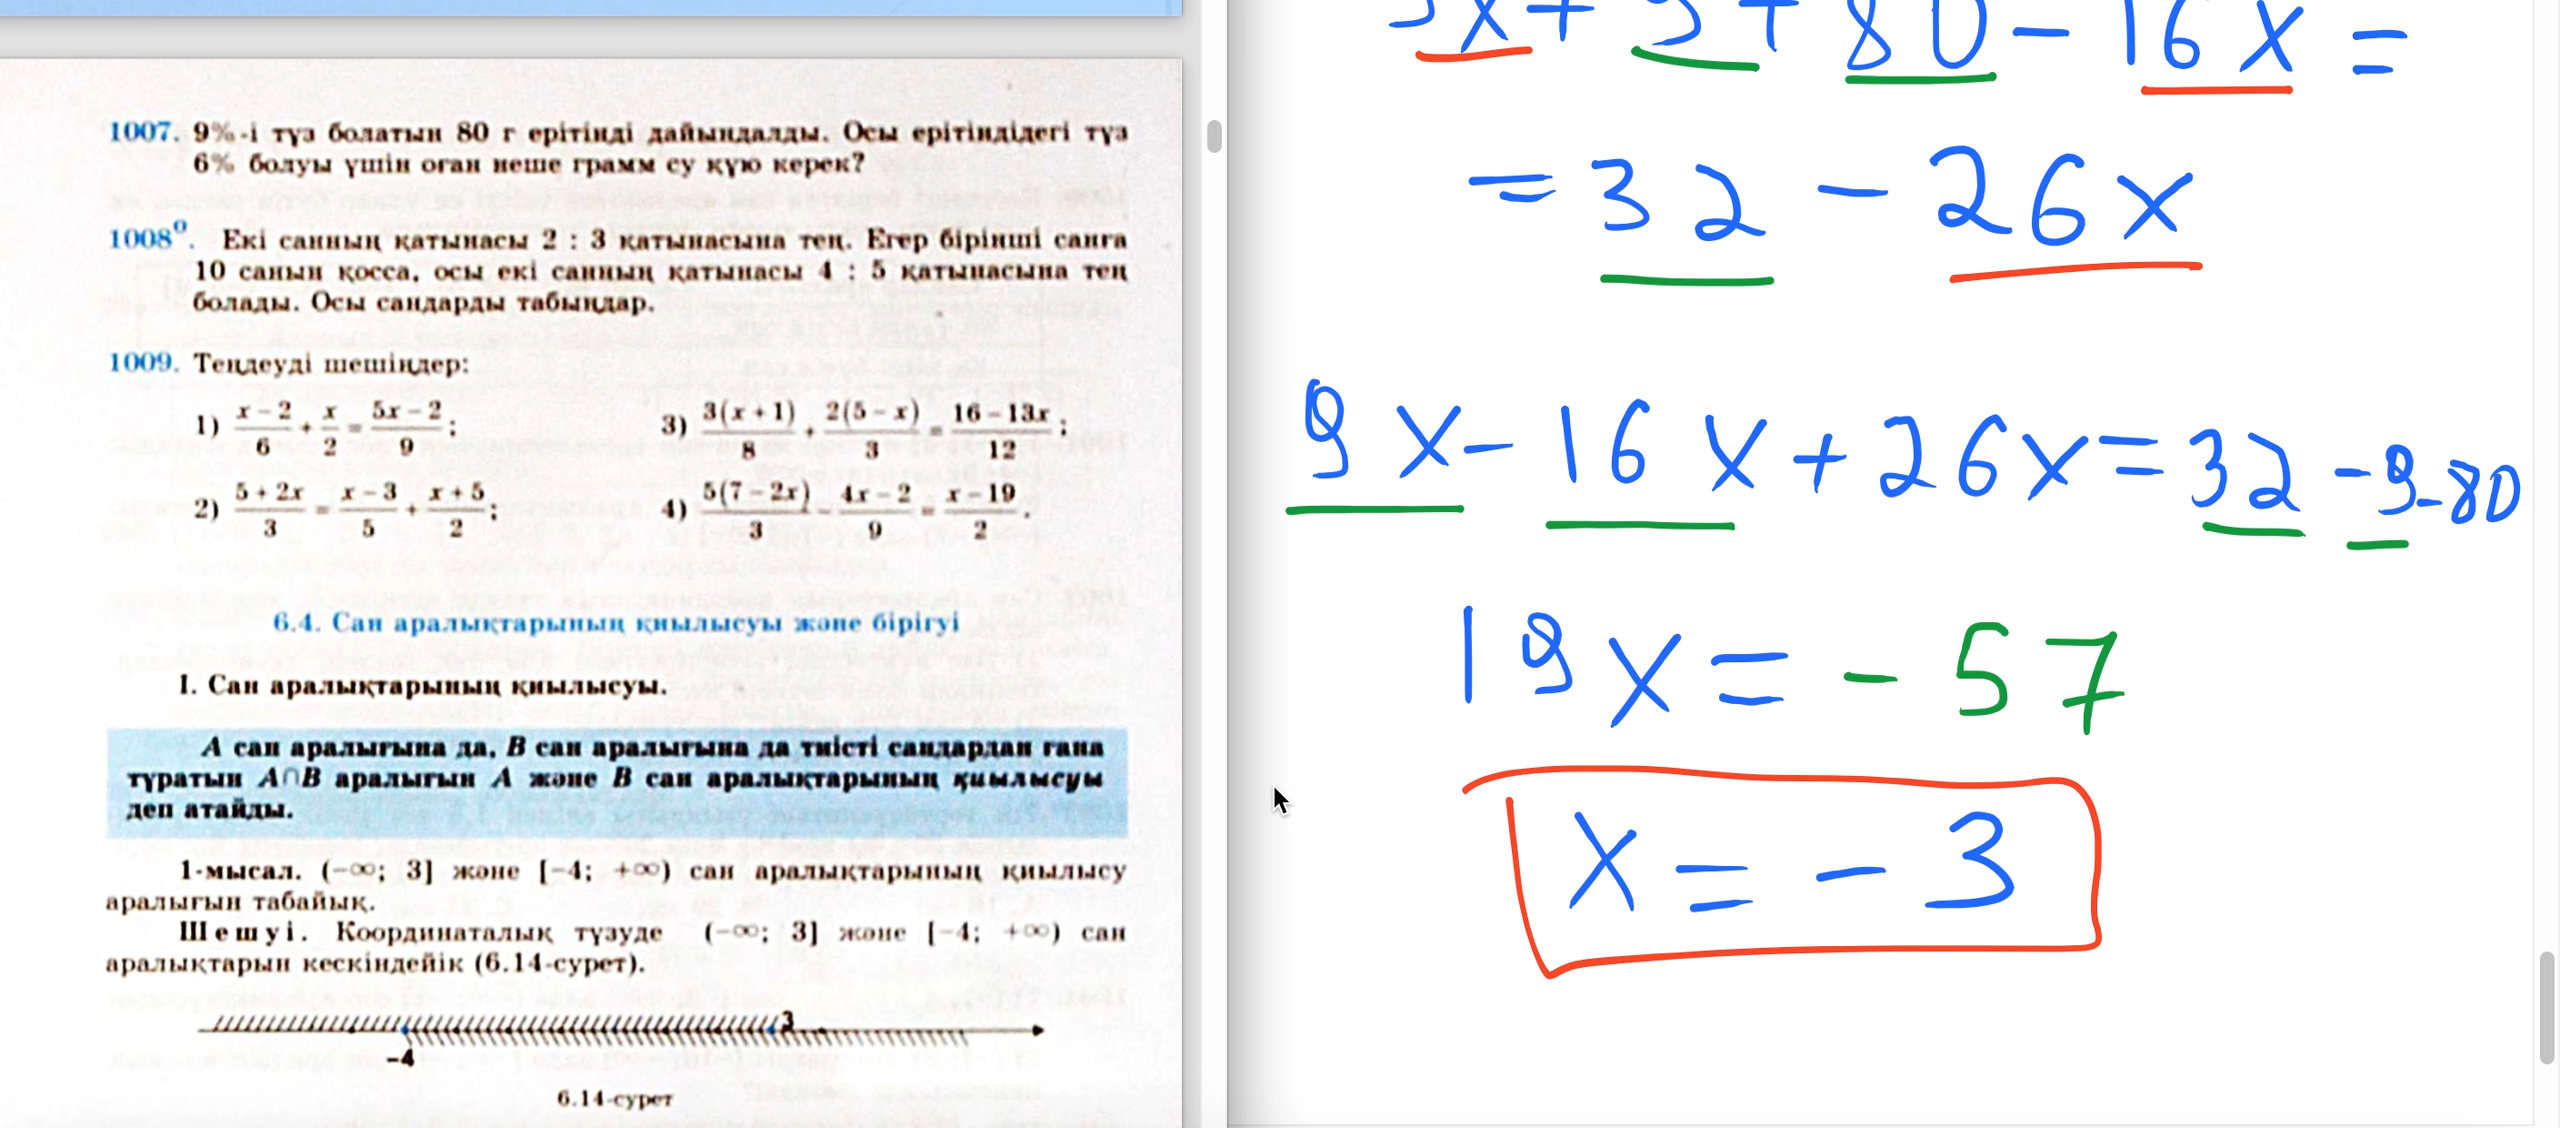 1007. 9%-і тұз болатын 80 г ерітінді дайындалды. Осы ерітіндідегі тұз
6% болуы үшін оған неше грамм су құю керек?
1008⁰. Екі санның қатынасы 2 : 3 қатынасына тең. Егер бірінші санға
10 санын қосса, осы екі санның қатынасы 4 : 5 қатынасына тең
болады. Осы сандарды табыңдар.
1009. Теңдеуді шешіңдер:
1) (x − 2)/6 + x/2 = (5x − 2)/9;
2) (5 + 2x)/3 = (x − 3)/5 + (x + 5)/2;
3) 3(x + 1)/8 + 2(5 − x)/3 = (16 − 13x)/12;
4) 5(7 − 2x)/3 − (4x − 2)/9 = (x − 19)/2.
6.4. Сан аралықтарының қиылысуы және бірігуі
I. Сан аралықтарының қиылысуы.
A сан аралығына да, B сан аралығына да тиісті сандардан ғана
тұратын A∩B аралығын A және B сан аралықтарының қиылысуы
деп атайды.
1-мысал. (−∞; 3] және [−4; +∞) сан аралықтарының қиылысу
аралығын табайық.
Шешуі. Координаталық түзуде (−∞; 3] және [−4; +∞) сан
аралықтарын кескіндейік (6.14-сурет).
3
−4
6.14-сурет
9x + 9 + 80 − 16x =
= 32 − 26x
9x − 16x + 26x = 32 − 9 − 80
19x = − 57
x = − 3